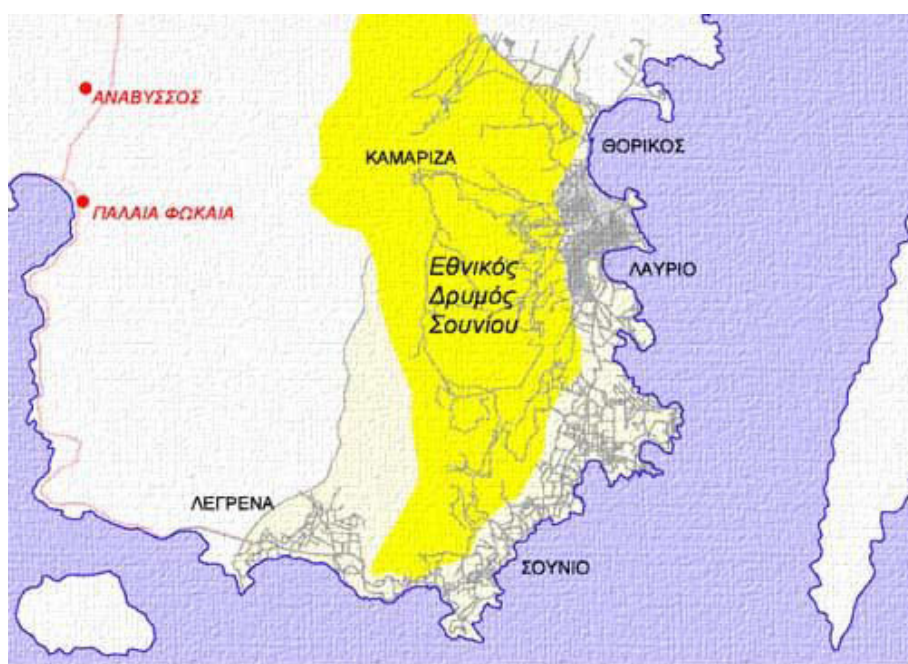 ΑΝΑΒΥΣΣΟΣ
ΘΟΡΙΚΟΣ
ΚΑΜΑΡΙΖΑ
ΠΑΛΑΙΑ ΦΩΚΑΙΑ
Εθνικός
Δρυμός
Σουνίου
ΛΑΥΡΙΟ
ΛΕΓΡΕΝΑ
ΣΟΥΝΙΟ